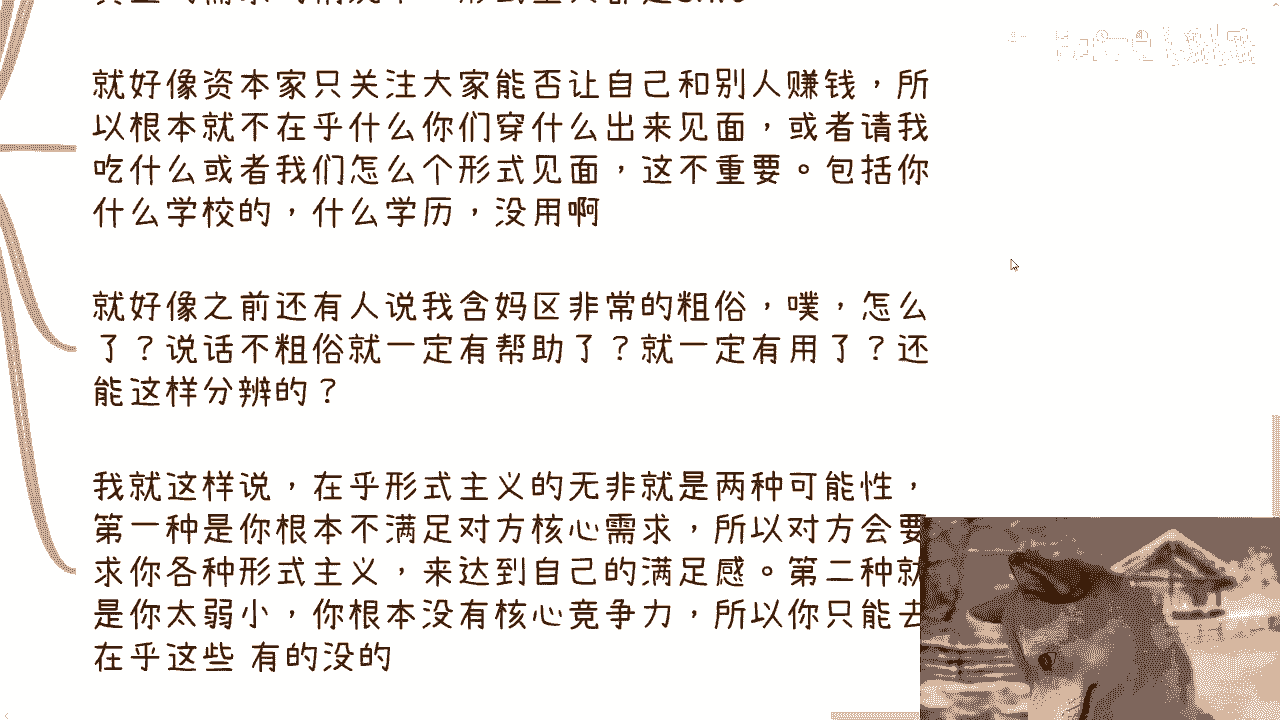 就好像资本家只关注大家能否让自己和别人赚钱，所
以根本就不在乎什么你们穿什么出来见面，或者请我
吃什么或者我们怎么个形式见面，这不重要。包括你
什么学校的，什么学历，没用啊
就好像之前还有人说我含妈区非常的粗俗，噗，怎么
了？说话不粗俗就一定有帮助了？就一定有用了？还
能这样分辨的？
我就这样说，在乎形式主义的无非就是两种可能性，
第一种是你根本不满足对方核心需求，所以对方会要
求你各种形式主义，来达到自己的满足感。第二种就
是你太弱小，你根本没有核心竞争力，所以你只能去
在乎这些 有的没的